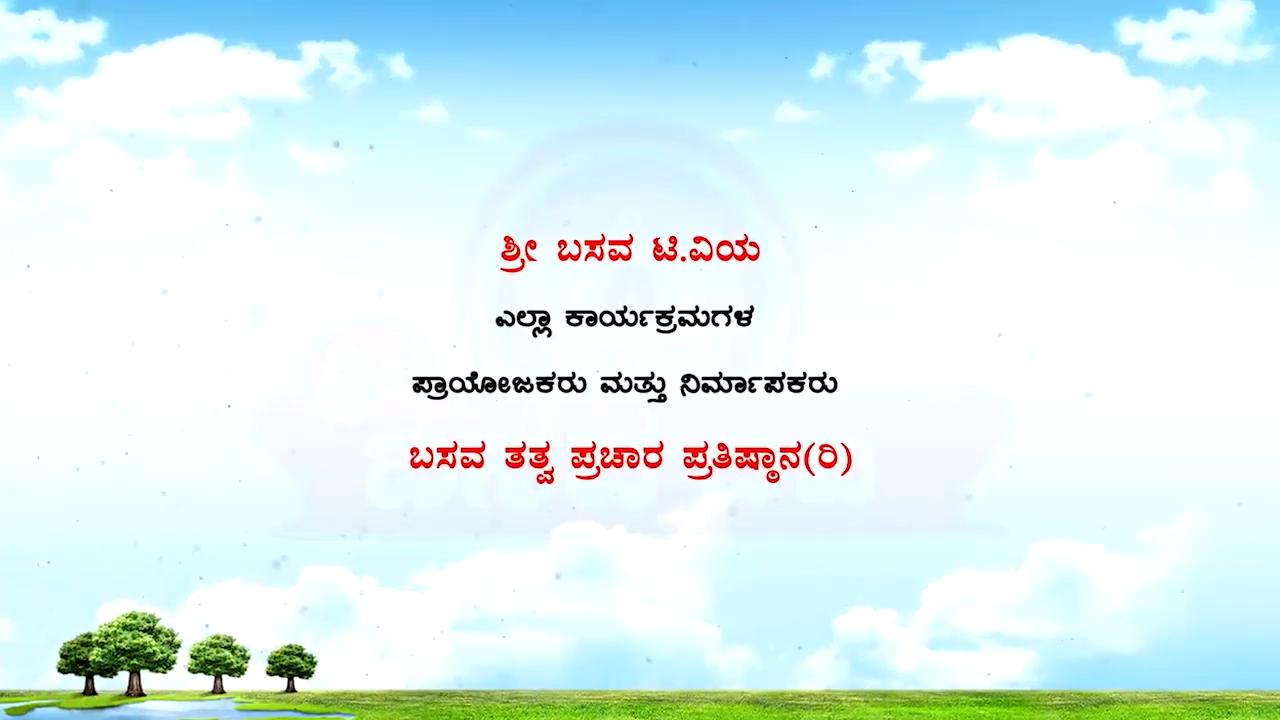 ಶ್ರೀ ಬಸವ ಟಿ.ವಿಯ
ಎಲ್ಲಾ ಕಾರ್ಯಕ್ರಮಗಳ
ಪ್ರಾಯೋಜಕರು ಮತ್ತು ನಿರ್ಮಾಪಕರು
ಬಸವ ತತ್ವ ಪ್ರಚಾರ ಪ್ರತಿಷ್ಠಾನ(ರಿ)